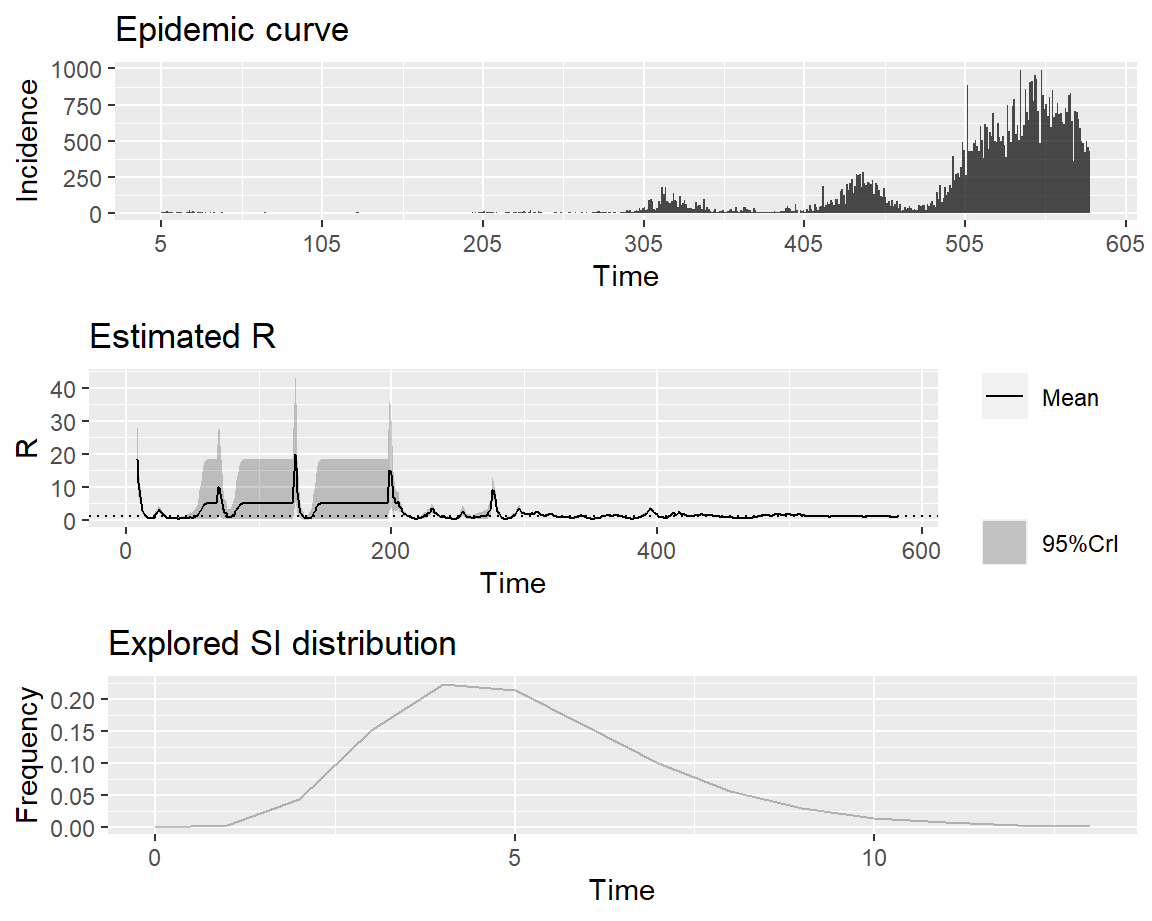 Epidemic curve
1000
750
500
250
0
Incidence
5 105 205 305 405 505 605
Time
Estimated R
40
30
20
10
0
R
0 200 400 600
Time
Mean
95%CrI
Explored SI distribution
0.20
0.15
0.10
0.05
0.00
Frequency
0 5 10
Time